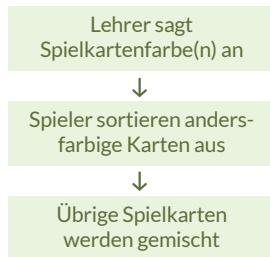 Lehrer sagt
Spielkartenfarbe(n) an
↓
Spieler sortieren anders-
farbige Karten aus
↓
Übrige Spielkarten
werden gemischt